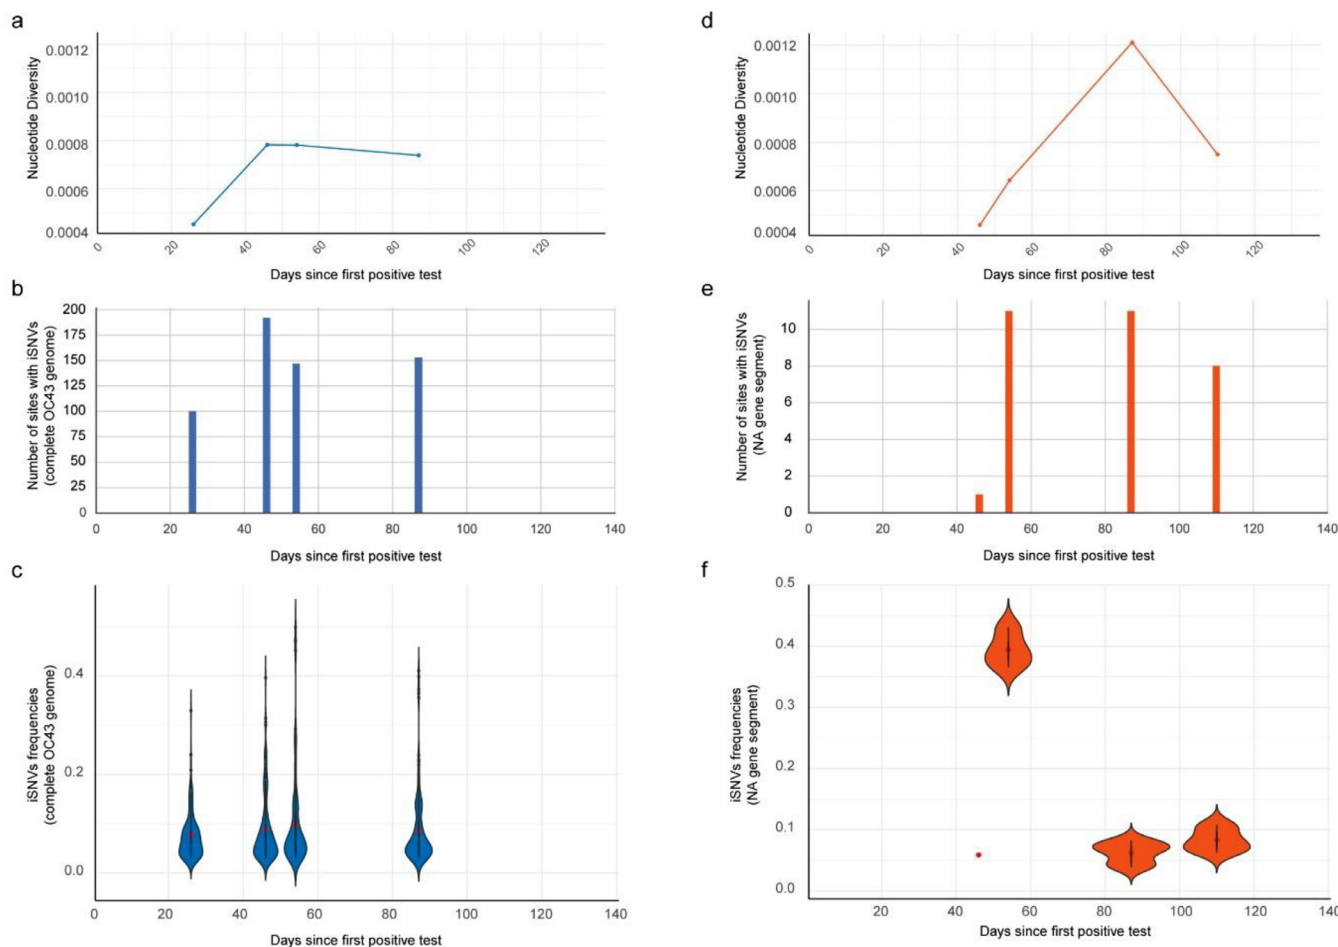 a
Nucleotide Diversity
0.0012
0.0010
0.0008
0.0006
0.0004
0 20 40 60 80 100 120
Days since first positive test
b
Number of sites with iSNVs
(complete OC43 genome)
200
175
150
125
100
75
50
25
0
0 20 40 60 80 100 120 140
Days since first positive test
c
iSNVs frequencies
(complete OC43 genome)
0.4
0.2
0.0
0 20 40 60 80 100 120 140
Days since first positive test
d
Nucleotide Diversity
0.0012
0.0010
0.0008
0.0006
0.0004
0 20 40 60 80 100 120
Days since first positive test
e
Number of sites with iSNVs
(NA gene segment)
10
8
6
4
2
0
0 20 40 60 80 100 120 140
Days since first positive test
f
iSNVs frequencies
(NA gene segment)
0.5
0.4
0.3
0.2
0.1
0.0
20 40 60 80 100 120 140
Days since first positive test